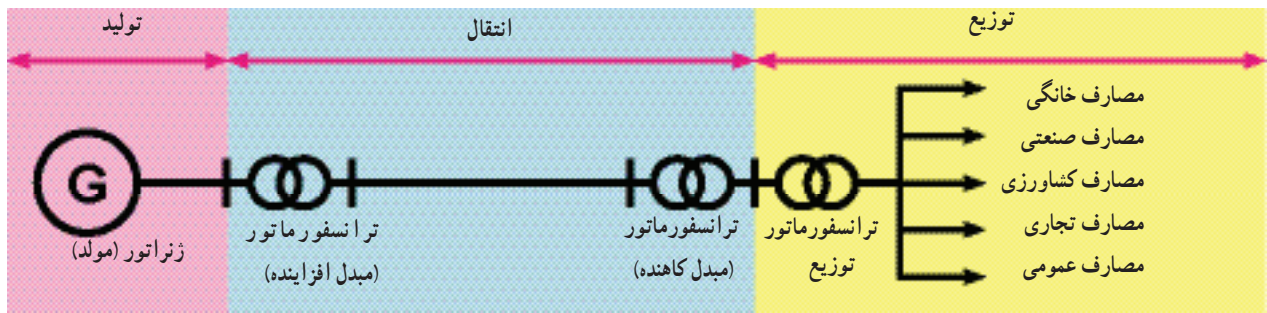 تولید
انتقال
توزیع
G
ژنراتور (مولد)
ترانسفورماتور
(مبدل افزاینده)
ترانسفورماتور
(مبدل کاهنده)
ترانسفورماتور
توزیع
مصارف خانگی
مصارف صنعتی
مصارف کشاورزی
مصارف تجاری
مصارف عمومی